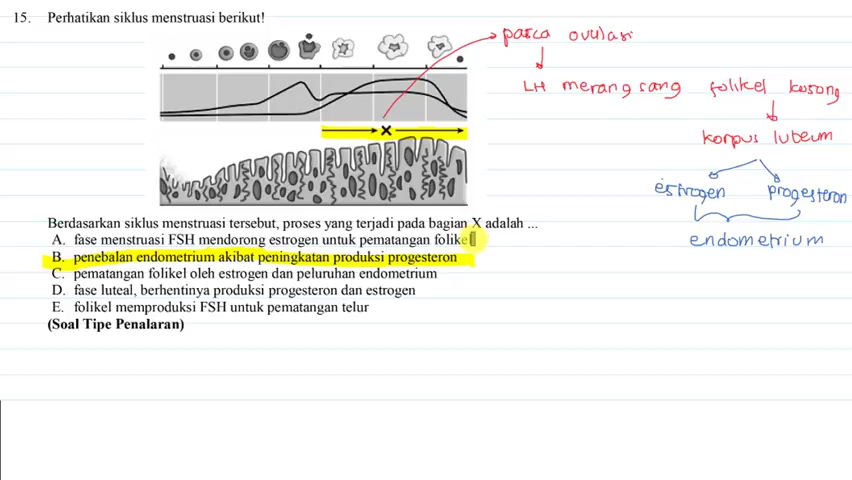 15. Perhatikan siklus menstruasi berikut!
pasca ovulasi
LH merangsang folikel kosong
korpus luteum
estrogen progesteron
endometrium
X
Berdasarkan siklus menstruasi tersebut, proses yang terjadi pada bagian X adalah ...
A. fase menstruasi FSH mendorong estrogen untuk pematangan folikel
B. penebalan endometrium akibat peningkatan produksi progesteron
C. pematangan folikel oleh estrogen dan peluruhan endometrium
D. fase luteal, berhentinya produksi progesteron dan estrogen
E. folikel memproduksi FSH untuk pematangan telur
(Soal Tipe Penalaran)